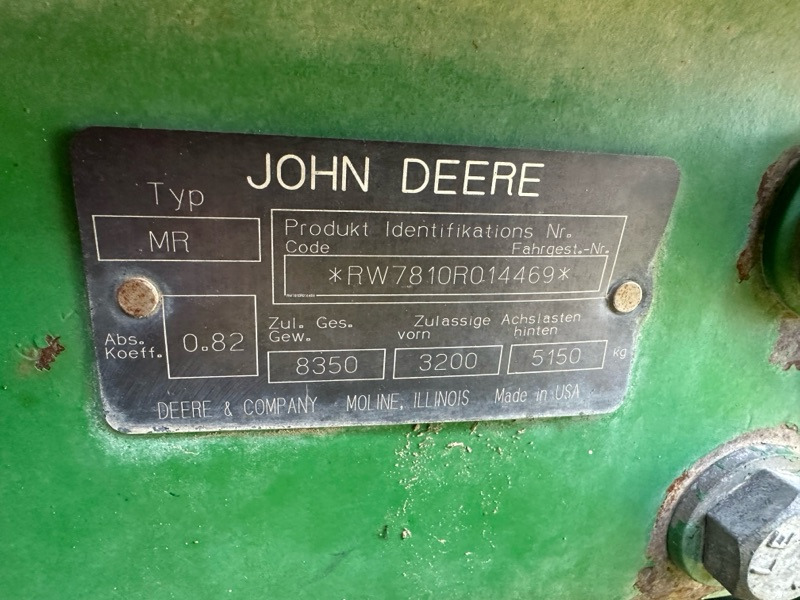 JOHN DEERE
Typ
MR
Produkt Identifikations Nr.
Code Fahrgest.-Nr.
*RW7810R014469*
Abs. Koeff.
0.82
Zul. Ges. Gew.
8350
Zulassige Achslasten
vorn hinten
3200 5150 kg
DEERE & COMPANY MOLINE, ILLINOIS Made in USA
LE